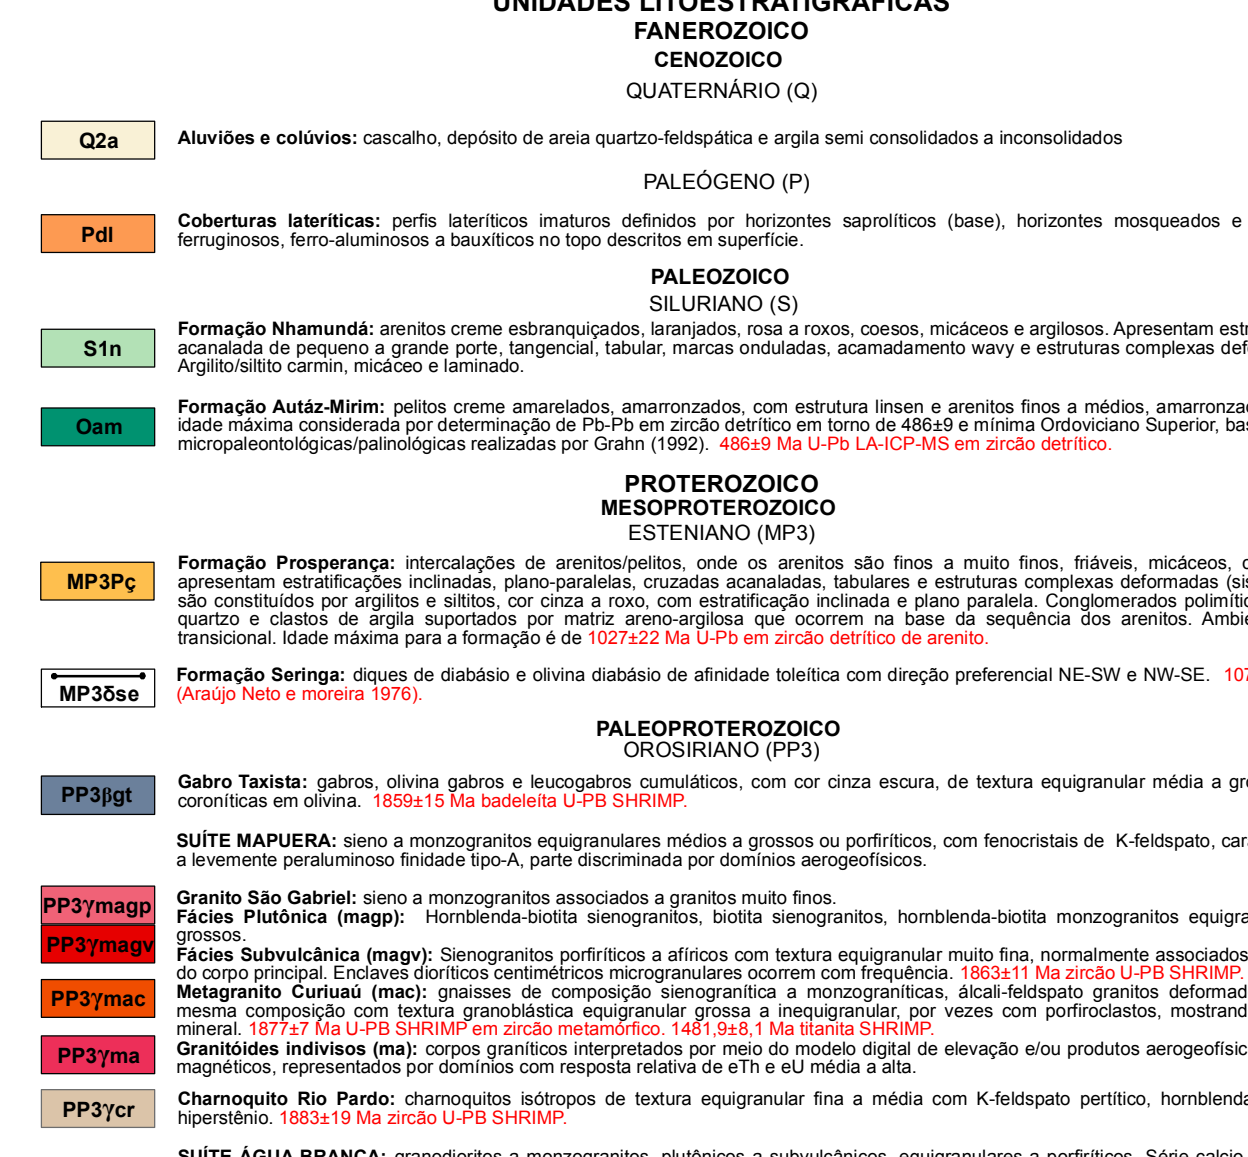 UNIDADES LITOESTRATIGRÁFICAS
FANEROZOICO
CENOZOICO
QUATERNÁRIO (Q)
Q2a
Aluviões e colúvios: cascalho, depósito de areia quartzo-feldspática e argila semi consolidados a inconsolidados
PALEÓGENO (P)
Pdl
Coberturas lateríticas: perfis lateríticos imaturos definidos por horizontes saprolíticos (base), horizontes mosqueados e
ferruginosos, ferro-aluminosos a bauxíticos no topo descritos em superfície.
PALEOZOICO
SILURIANO (S)
S1n
Formação Nhamundá: arenitos creme esbranquiçados, laranjados, rosa a roxos, coesos, micáceos e argilosos. Apresentam estr
acanalada de pequeno a grande porte, tangencial, tabular, marcas onduladas, acamadamento wavy e estruturas complexas def
Argilito/siltito carmin, micáceo e laminado.
Oam
Formação Autáz-Mirim: pelitos creme amarelados, amarronzados, com estrutura linsen e arenitos finos a médios, amarronza
idade máxima considerada por determinação de Pb-Pb em zircão detrítico em torno de 486±9 e mínima Ordoviciano Superior, bas
micropaleontológicas/palinológicas realizadas por Grahn (1992). 486±9 Ma U-Pb LA-ICP-MS em zircão detrítico.
PROTEROZOICO
MESOPROTEROZOICO
ESTENIANO (MP3)
MP3Pç
Formação Prosperança: intercalações de arenitos/pelitos, onde os arenitos são finos a muito finos, friáveis, micáceos,
apresentam estratificações inclinadas, plano-paralelas, cruzadas acanaladas, tabulares e estruturas complexas deformadas (sis
são constituídos por argilitos e siltitos, cor cinza a roxo, com estratificação inclinada e plano paralela. Conglomerados polimíti
quartzo e clastos de argila suportados por matriz areno-argilosa que ocorrem na base da sequência dos arenitos. Ambi
transicional. Idade máxima para a formação é de 1027±22 Ma U-Pb em zircão detrítico de arenito.
MP3δse
Formação Seringa: diques de diabásio e olivina diabásio de afinidade toleítica com direção preferencial NE-SW e NW-SE. 107
(Araújo Neto e moreira 1976).
PALEOPROTEROZOICO
OROSIRIANO (PP3)
PP3βgt
Gabro Taxista: gabros, olivina gabros e leucogabros cumuláticos, com cor cinza escura, de textura equigranular média a gr
coroníticas em olivina. 1859±15 Ma badeleíta U-PB SHRIMP.
SUÍTE MAPUERA: sieno a monzogranitos equigranulares médios a grossos ou porfiríticos, com fenocristais de K-feldspato, car
a levemente peraluminoso finidade tipo-A, parte discriminada por domínios aerogeofísicos.
PP3γmagp
Granito São Gabriel: sieno a monzogranitos associados a granitos muito finos.
Fácies Plutônica (magp): Hornblenda-biotita sienogranitos, biotita sienogranitos, hornblenda-biotita monzogranitos equigra
grossos.
PP3γmagv
Fácies Subvulcânica (magv): Sienogranitos porfiríticos a afíricos com textura equigranular muito fina, normalmente associados
do corpo principal. Enclaves dioríticos centimétricos microgranulares ocorrem com frequência. 1863±11 Ma zircão U-PB SHRIMP.
PP3γmac
Metagranito Curiuaú (mac): gnaisses de composição sienogranítica a monzograníticas, álcali-feldspato granitos deformad
mesma composição com textura granoblástica equigranular grossa a inequigranular, por vezes com porfiroclastos, mostrand
mineral. 1877±7 Ma U-PB SHRIMP em zircão metamórfico. 1481,9±8,1 Ma titanita SHRIMP.
PP3γma
Granitóides indivisos (ma): corpos graníticos interpretados por meio do modelo digital de elevação e/ou produtos aerogeofísic
magnéticos, representados por domínios com resposta relativa de eTh e eU média a alta.
PP3γcr
Charnoquito Rio Pardo: charnoquitos isótropos de textura equigranular fina a média com K-feldspato pertítico, hornblenda
hiperstênio. 1883±19 Ma zircão U-PB SHRIMP.
SUÍTE ÁGUA BRANCA: granodioritos a monzogranitos, plutônicos a subvulcânicos, equigranulares a porfiríticos. Série calcio